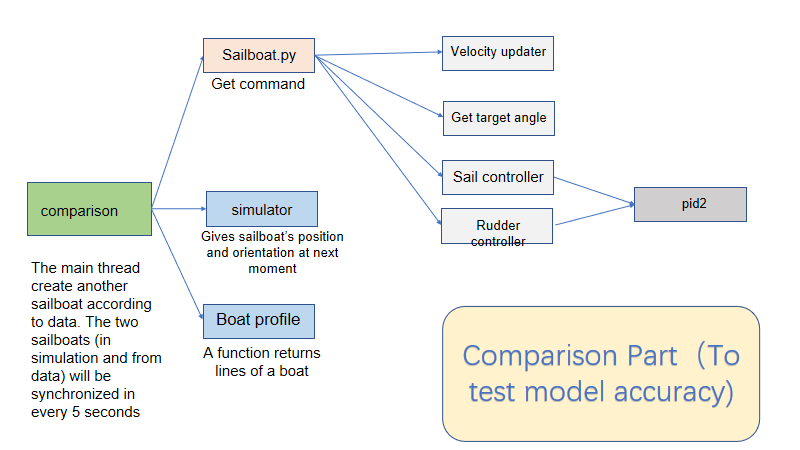 Sailboat.py
Get command
Velocity updater
Get target angle
Sail controller
Rudder
controller
pid2
comparison
simulator
Gives sailboat's position
and orientation at next
moment
Boat profile
A function returns
lines of a boat
The main thread
create another
sailboat according
to data. The two
sailboats (in
simulation and from
data) will be
synchronized in
every 5 seconds
Comparison Part（To
test model accuracy)